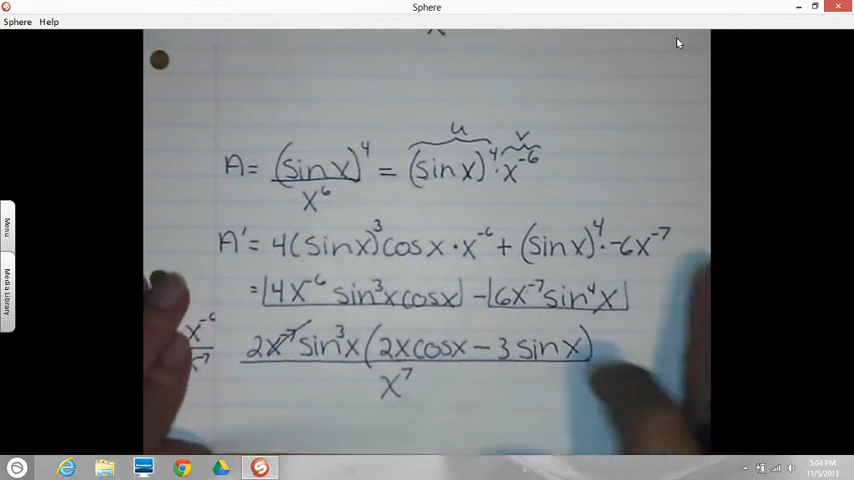 Sphere
Sphere Help
A = (sin x)^4 / x^6 = (sin x)^4 · x^-6
u
v
A' = 4(sin x)^3 cos x · x^-6 + (sin x)^4 · -6x^-7
= 4x^-6 sin^3 x cos x - 6x^-7 sin^4 x
x^-6
2x^-7 sin^3 x (2x cos x - 3 sin x)
x^7
Menu
Media Library
5:04 PM
11/5/2013